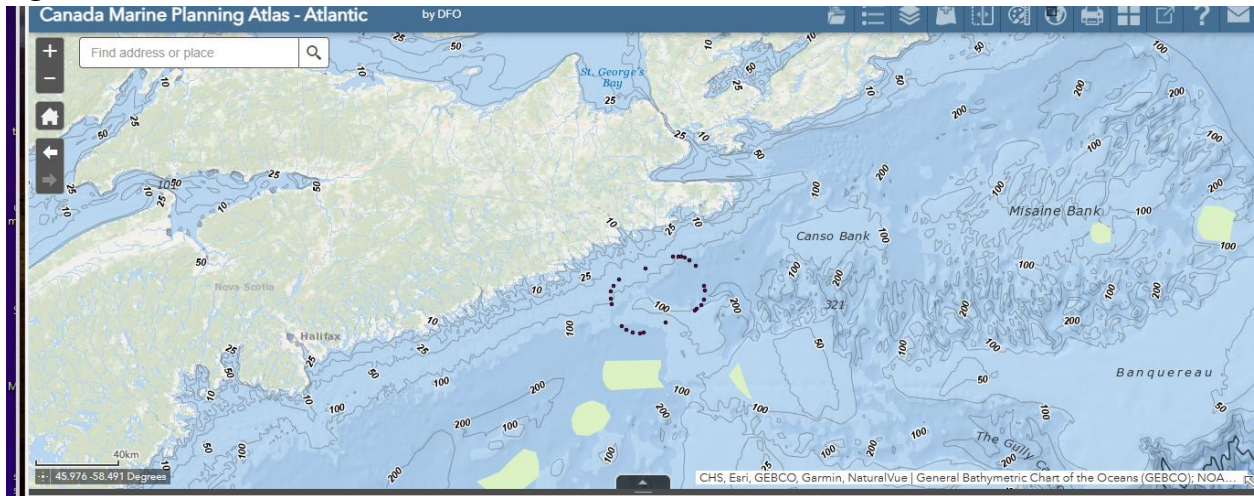 Canada Marine Planning Atlas - Atlantic by DFO
Find address or place
St. George's
Bay
Nova Scotia
Halifax
Canso Bank
Misaine Bank
Banquereau
The Gully
321
10
25
50
100
200
40km
45.976 -58.491 Degrees
CHS, Esri, GEBCO, Garmin, NaturalVue | General Bathymetric Chart of the Oceans (GEBCO); NOA...